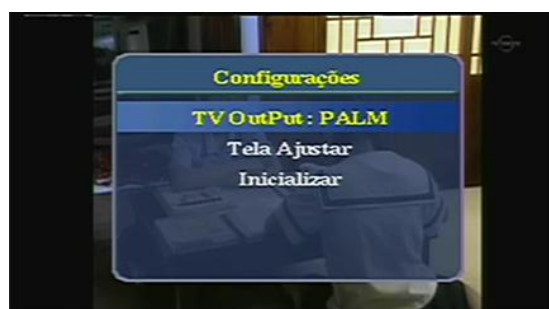 Configurações
TV OutPut : PALM
Tela Ajustar
Inicializar